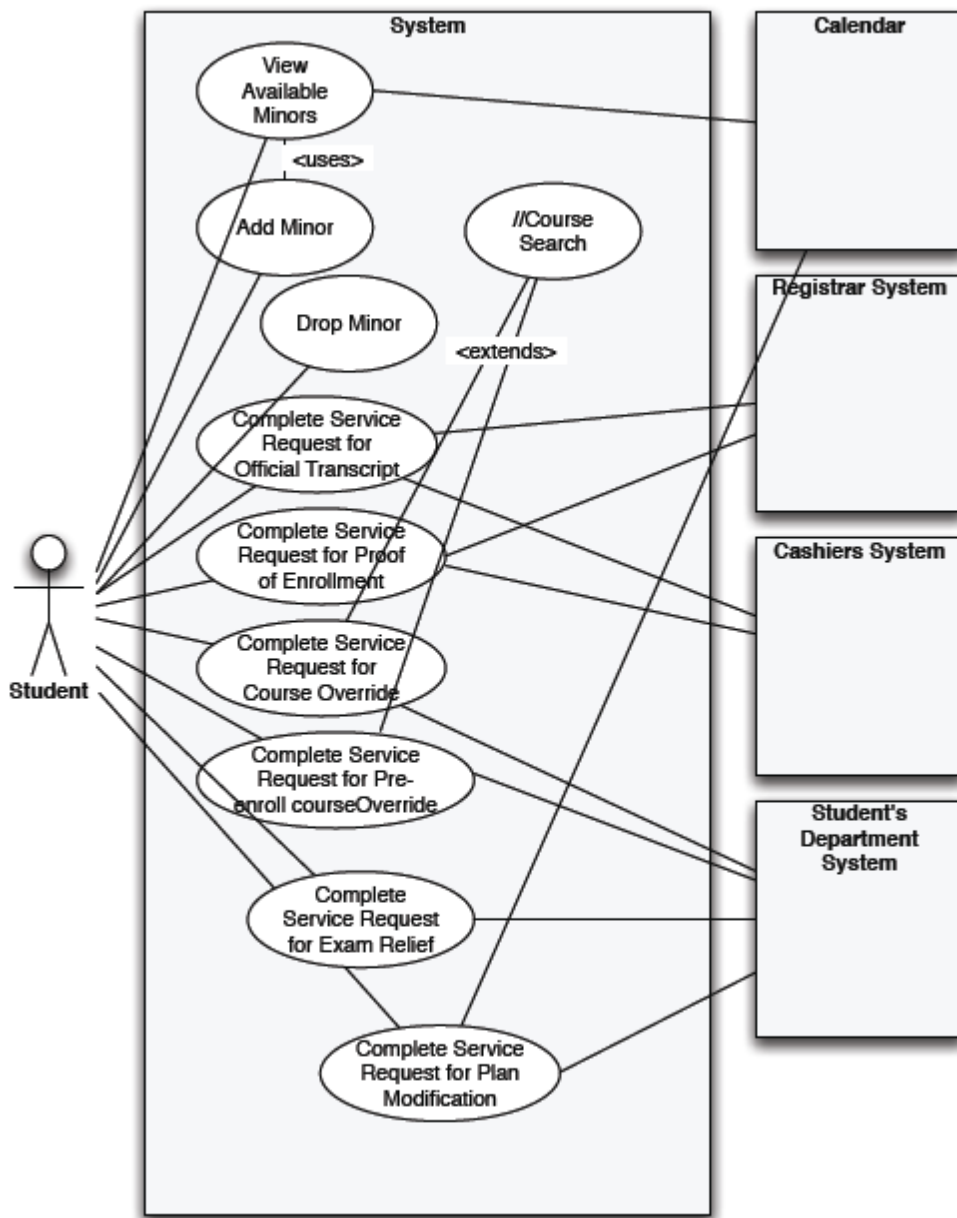 System
View
Available
Minors
<uses>
Add Minor
//Course
Search
Drop Minor
<extends>
Complete Service
Request for
Official Transcript
Complete Service
Request for Proof
of Enrollment
Complete Service
Request for
Course Override
Complete Service
Request for Pre-
enroll courseOverride
Complete
Service Request
for Exam Relief
Complete Service
Request for Plan
Modification
Student
Calendar
Registrar System
Cashiers System
Student's
Department
System